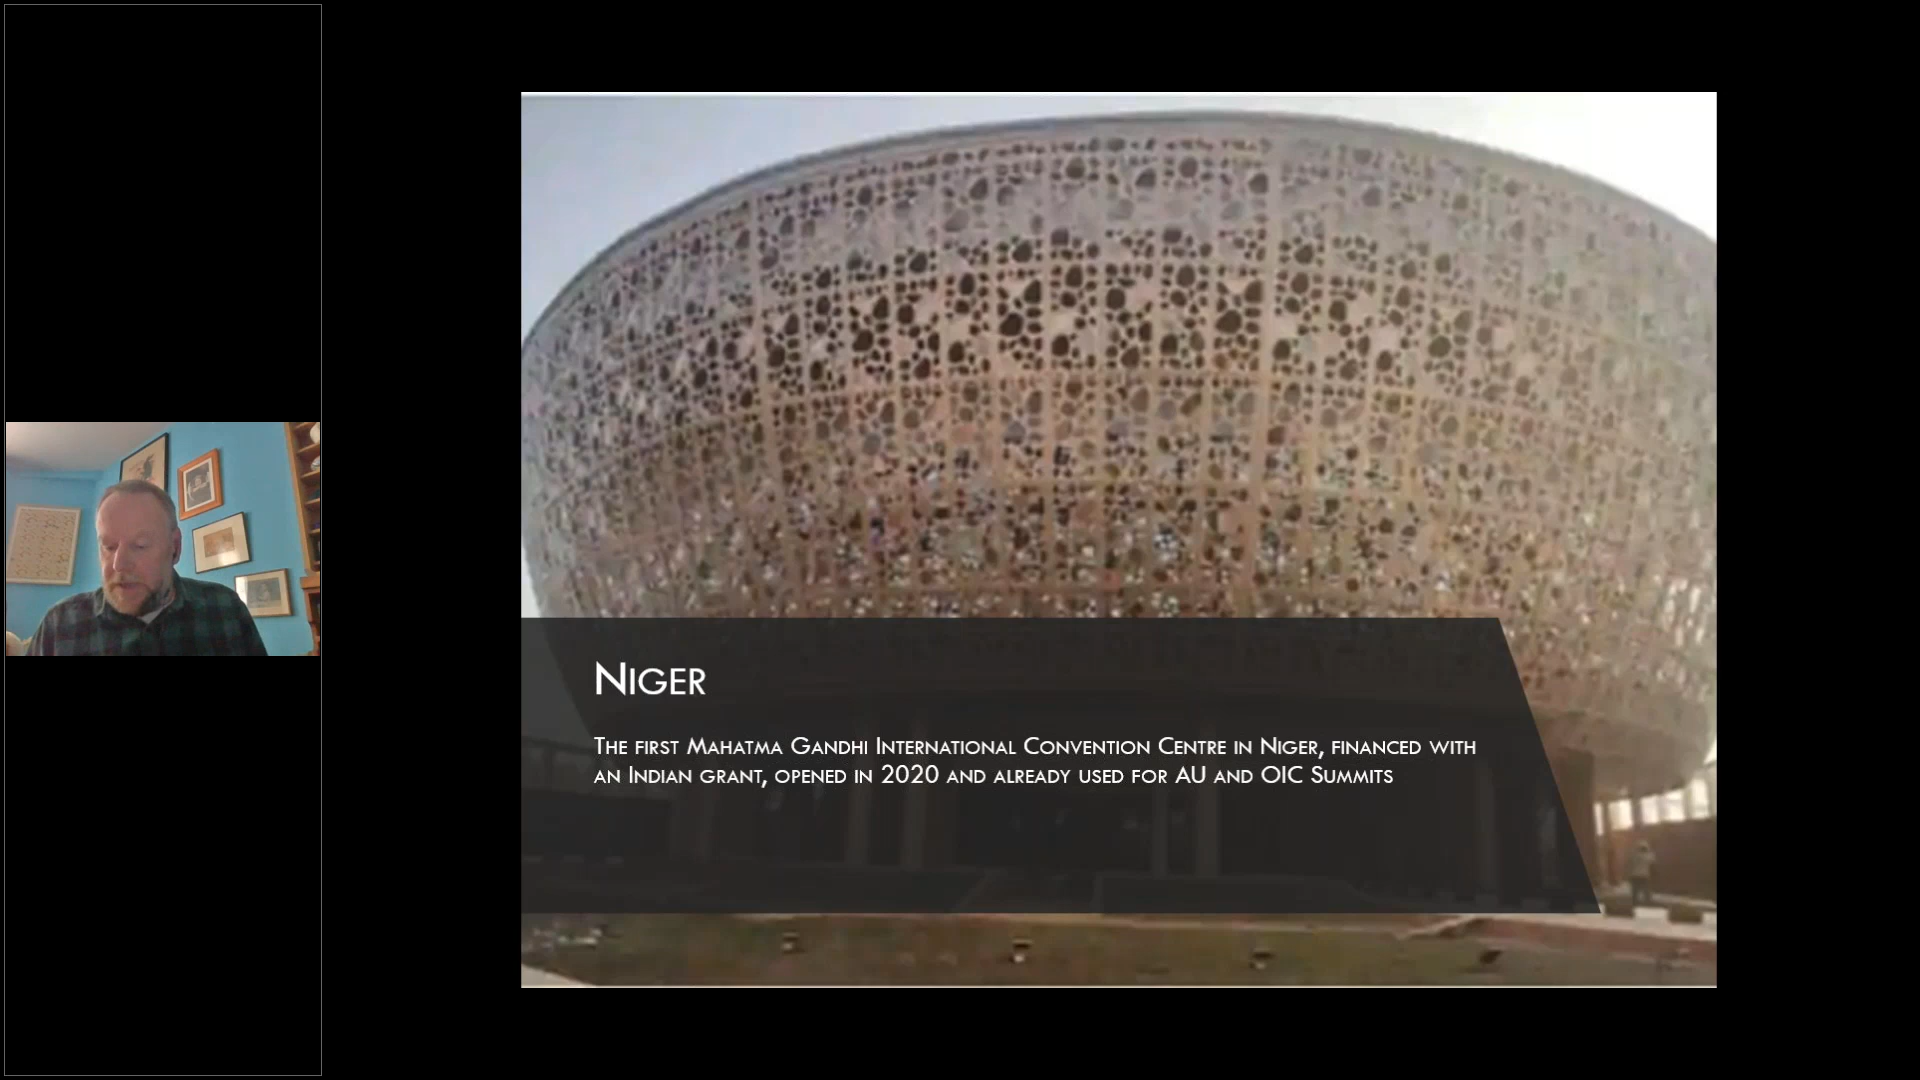 Niger
The first Mahatma Gandhi International Convention Centre in Niger, financed with
an Indian grant, opened in 2020 and already used for AU and OIC Summits